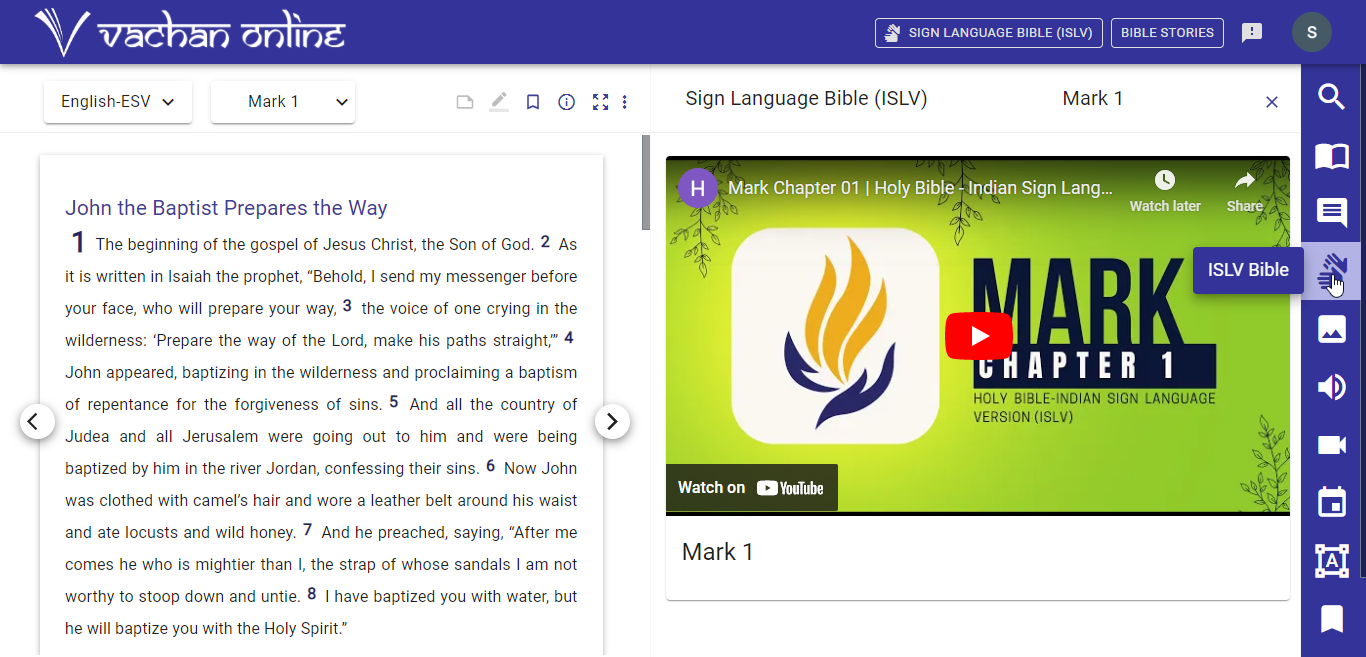 vachan online
SIGN LANGUAGE BIBLE (ISLV)
BIBLE STORIES
S
English-ESV
Mark 1
John the Baptist Prepares the Way
1 The beginning of the gospel of Jesus Christ, the Son of God. 2 As
it is written in Isaiah the prophet, “Behold, I send my messenger before
your face, who will prepare your way, 3 the voice of one crying in the
wilderness: ‘Prepare the way of the Lord, make his paths straight,’” 4
John appeared, baptizing in the wilderness and proclaiming a baptism
of repentance for the forgiveness of sins. 5 And all the country of
Judea and all Jerusalem were going out to him and were being
baptized by him in the river Jordan, confessing their sins. 6 Now John
was clothed with camel’s hair and wore a leather belt around his waist
and ate locusts and wild honey. 7 And he preached, saying, “After me
comes he who is mightier than I, the strap of whose sandals I am not
worthy to stoop down and untie. 8 I have baptized you with water, but
he will baptize you with the Holy Spirit.”
Sign Language Bible (ISLV)
Mark 1
H
Mark Chapter 01 | Holy Bible - Indian Sign Lang...
Watch later
Share
MARK
CHAPTER 1
HOLY BIBLE-INDIAN SIGN LANGUAGE
VERSION (ISLV)
Watch on YouTube
Mark 1
ISLV Bible
A